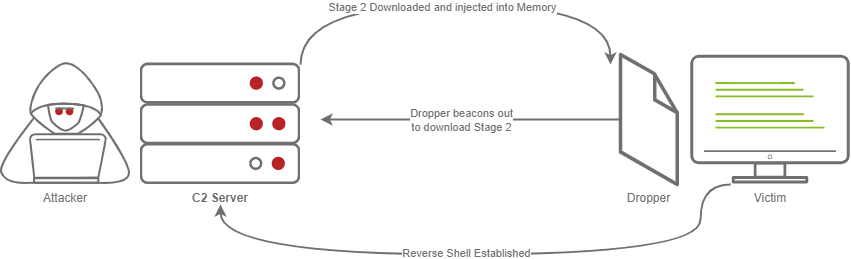 Stage 2 Downloaded and injected into Memory
Dropper beacons out
to download Stage 2
Attacker
C2 Server
Dropper
Victim
Reverse Shell Established